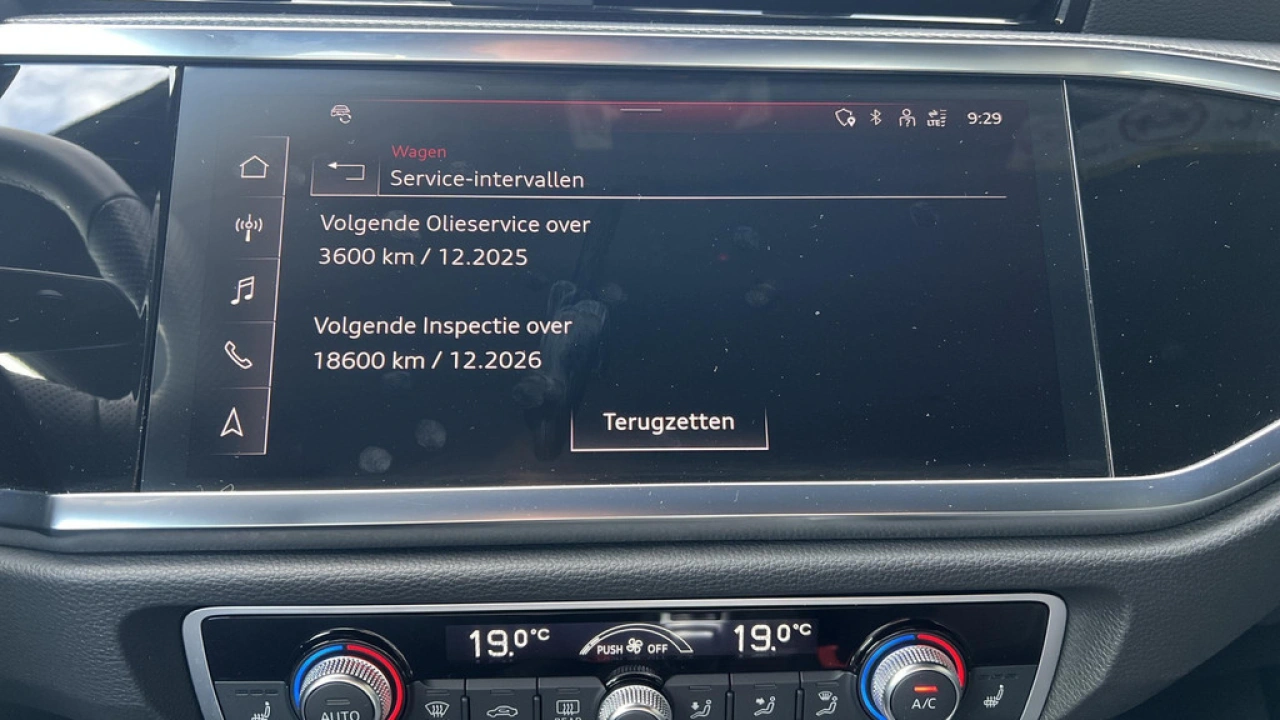 9:29
Wagen
Service-intervallen
Volgende Olieservice over
3600 km / 12.2025
Volgende Inspectie over
18600 km / 12.2026
Terugzetten
19.0°C
PUSH OFF
19.0°C
AUTO
REAR
A/C